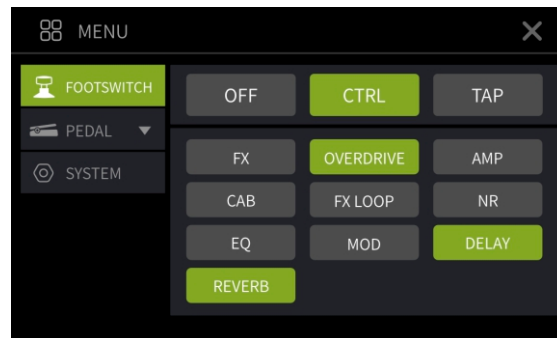 MENU
FOOTSWITCH
PEDAL
SYSTEM
OFF CTRL TAP
FX OVERDRIVE AMP
CAB FX LOOP NR
EQ MOD DELAY
REVERB